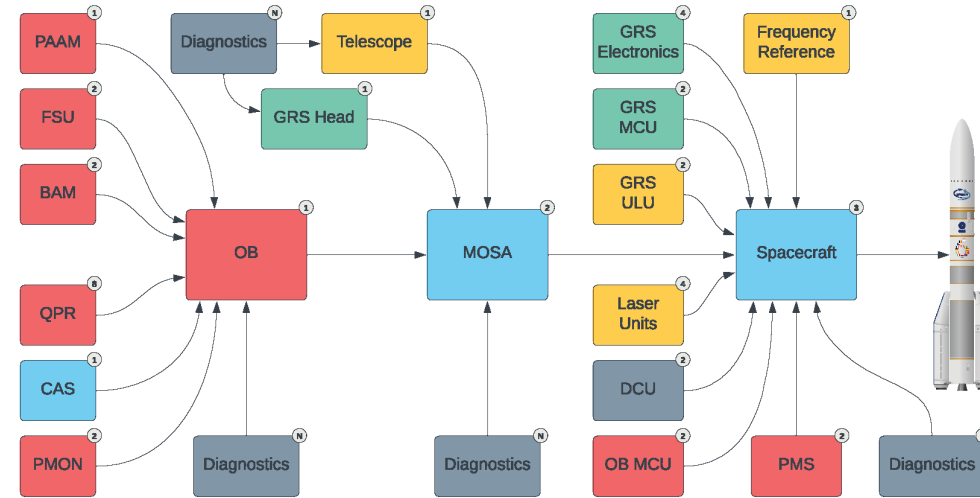 PAAM
1
Diagnostics
N
Telescope
1
GRS
Electronics
4
Frequency
Reference
1
FSU
2
GRS Head
1
GRS
MCU
2
BAM
2
GRS
ULU
2
OB
1
MOSA
2
Spacecraft
3
QPR
8
Laser
Units
4
CAS
1
DCU
2
PMON
2
Diagnostics
N
Diagnostics
N
OB MCU
2
PMS
2
Diagnostics